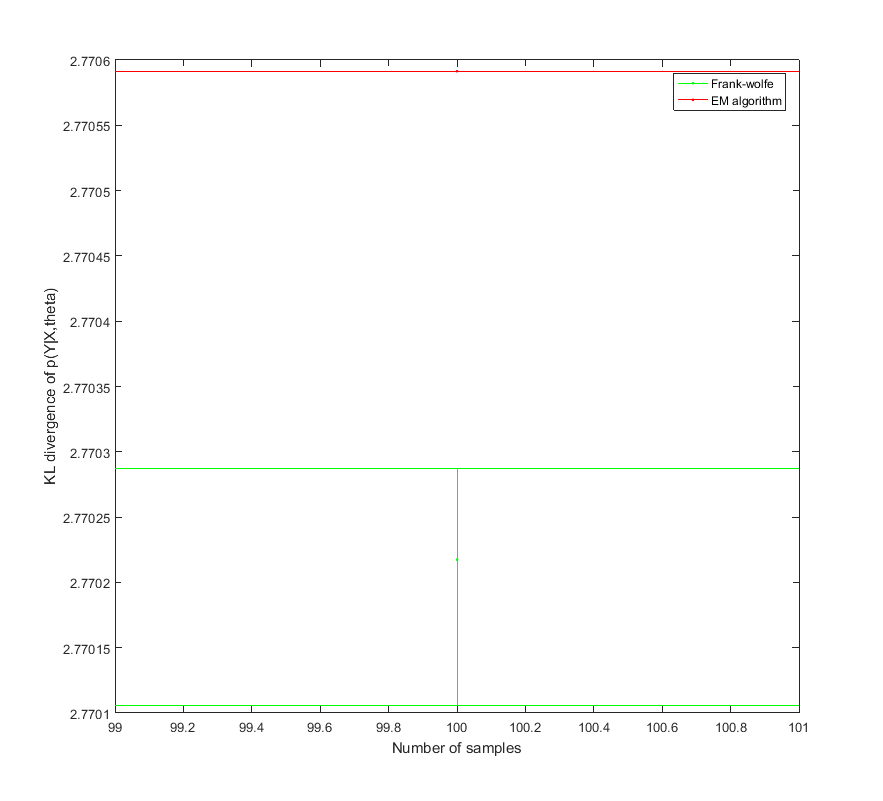 2.7706
2.77055
2.7705
2.77045
2.7704
2.77035
2.7703
2.77025
2.7702
2.77015
2.7701
KL divergence of p(Y|X,theta)
Frank-wolfe
EM algorithm
99 99.2 99.4 99.6 99.8 100 100.2 100.4 100.6 100.8 101
Number of samples